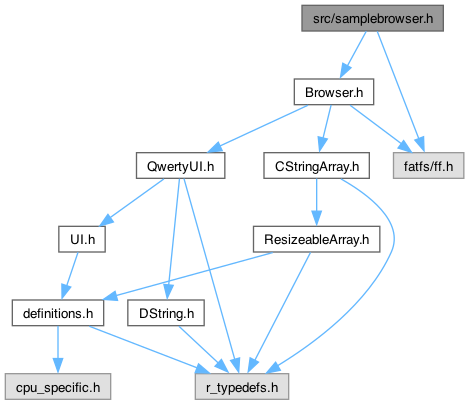 src/samplebrowser.h
Browser.h
QwertyUI.h
CStringArray.h
fatfs/ff.h
UI.h
ResizeableArray.h
definitions.h
DString.h
cpu_specific.h
r_typedefs.h